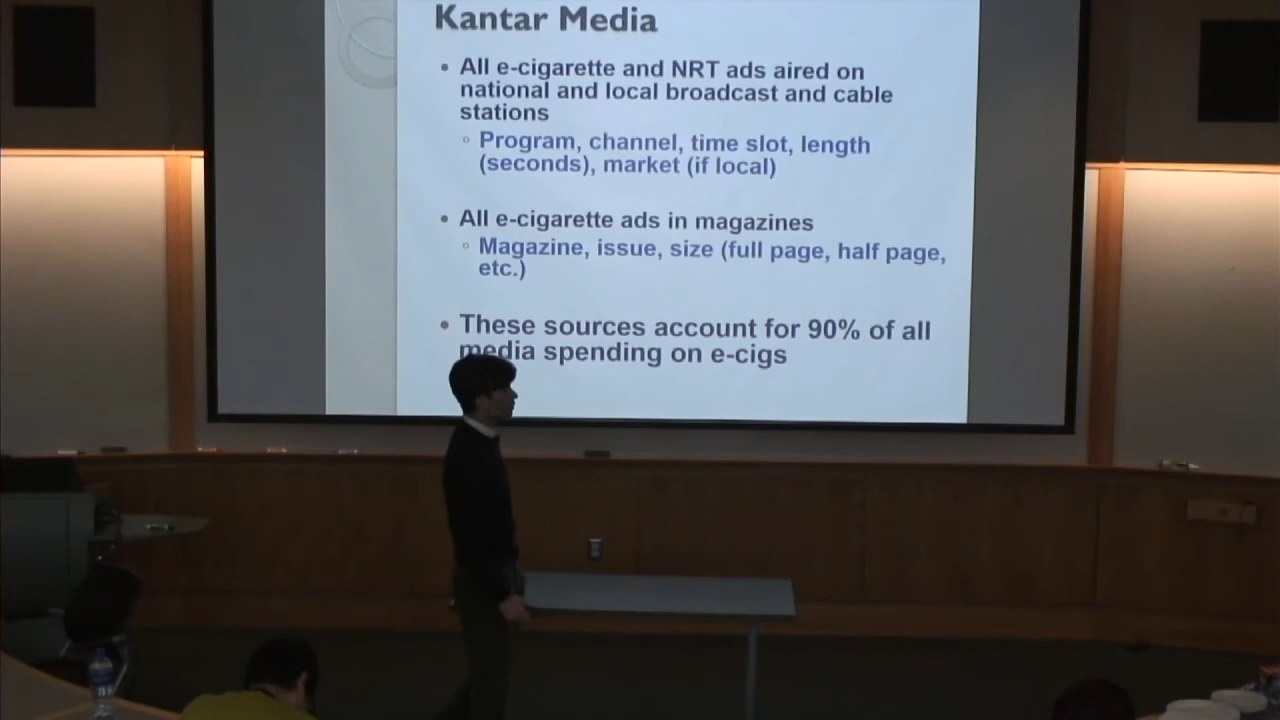 Kantar Media
• All e-cigarette and NRT ads aired on
national and local broadcast and cable
stations
◦ Program, channel, time slot, length
(seconds), market (if local)
• All e-cigarette ads in magazines
◦ Magazine, issue, size (full page, half page,
etc.)
• These sources account for 90% of all
media spending on e-cigs